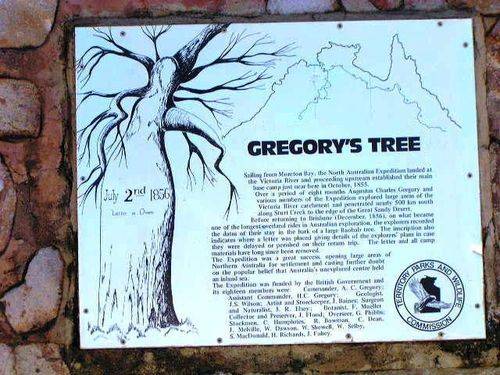 GREGORY'S TREE
July 2nd 1856
Letter in Oven
Sailing from Moreton Bay, the North Australian Expedition landed at
the Victoria River and proceeding upstream established their main
base camp just near here in October, 1855.
Over a period of eight months Augustus Charles Gregory and
various members of the Expedition explored large areas of the
Victoria River catchment and penetrated nearly 500 km south
along Sturt Creek to the edge of the Great Sandy Desert.
Before returning to Brisbane (December, 1856), on what became
one of the longest overland rides in Australian exploration, the explorers recorded
the dates of their stay in the bark of a large Boabab tree. The inscription also
indicates where a letter was placed giving details of the explorers' plans in case
they were delayed or perished on their return trip. The letter and all camp
materials have long since been removed.
The Expedition was a great success, opening large areas of
Northern Australia for settlement and casting further doubt
on the popular belief that Australia's unexplored centre held
an inland sea.
The Expedition was funded by the British Government and
its eighteen members were: Commander, A. C. Gregory;
Assistant Commander, H.C. Gregory; Geologist,
J.S. Wilson; Artist and Storekeeper, J. Baines; Surgeon
and Naturalist, J. R. Elsey; Botanist, F. Mueller
Collector and Preserver, J. Flood; Overseer, G. Phibbs;
Stockmen, C. Humphries, R. Bowman, C. Dean,
J. Melville, W. Dawson, W. Shewell, W. Selby,
S. MacDonald, H. Richards, J. Fahey.
TERRITORY PARKS AND WILDLIFE
COMMISSION